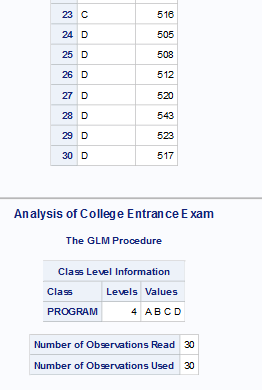 23 C 516
24 D 505
25 D 508
26 D 512
27 D 520
28 D 543
29 D 523
30 D 517
Analysis of College Entrance Exam
The GLM Procedure
Class Level Information
Class Levels Values
PROGRAM 4 A B C D
Number of Observations Read 30
Number of Observations Used 30